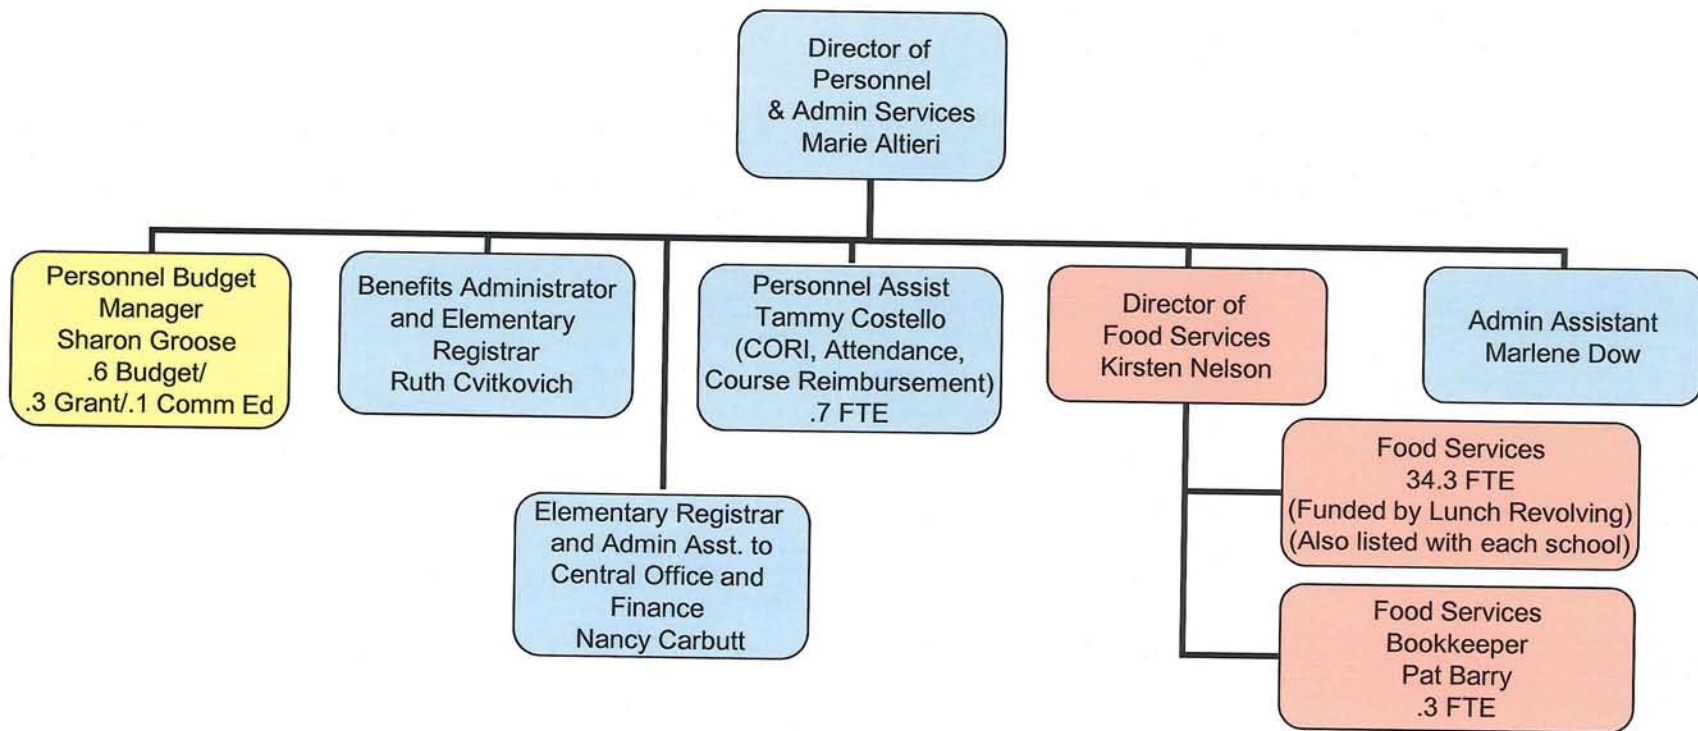 Director of
Personnel
& Admin Services
Marie Altieri
Personnel Budget
Manager
Sharon Groose
.6 Budget/
.3 Grant/.1 Comm Ed
Benefits Administrator
and Elementary
Registrar
Ruth Cvitkovich
Personnel Assist
Tammy Costello
(CORI, Attendance,
Course Reimbursement)
.7 FTE
Director of
Food Services
Kirsten Nelson
Admin Assistant
Marlene Dow
Elementary Registrar
and Admin Asst. to
Central Office and
Finance
Nancy Carbutt
Food Services
34.3 FTE
(Funded by Lunch Revolving)
(Also listed with each school)
Food Services
Bookkeeper
Pat Barry
.3 FTE